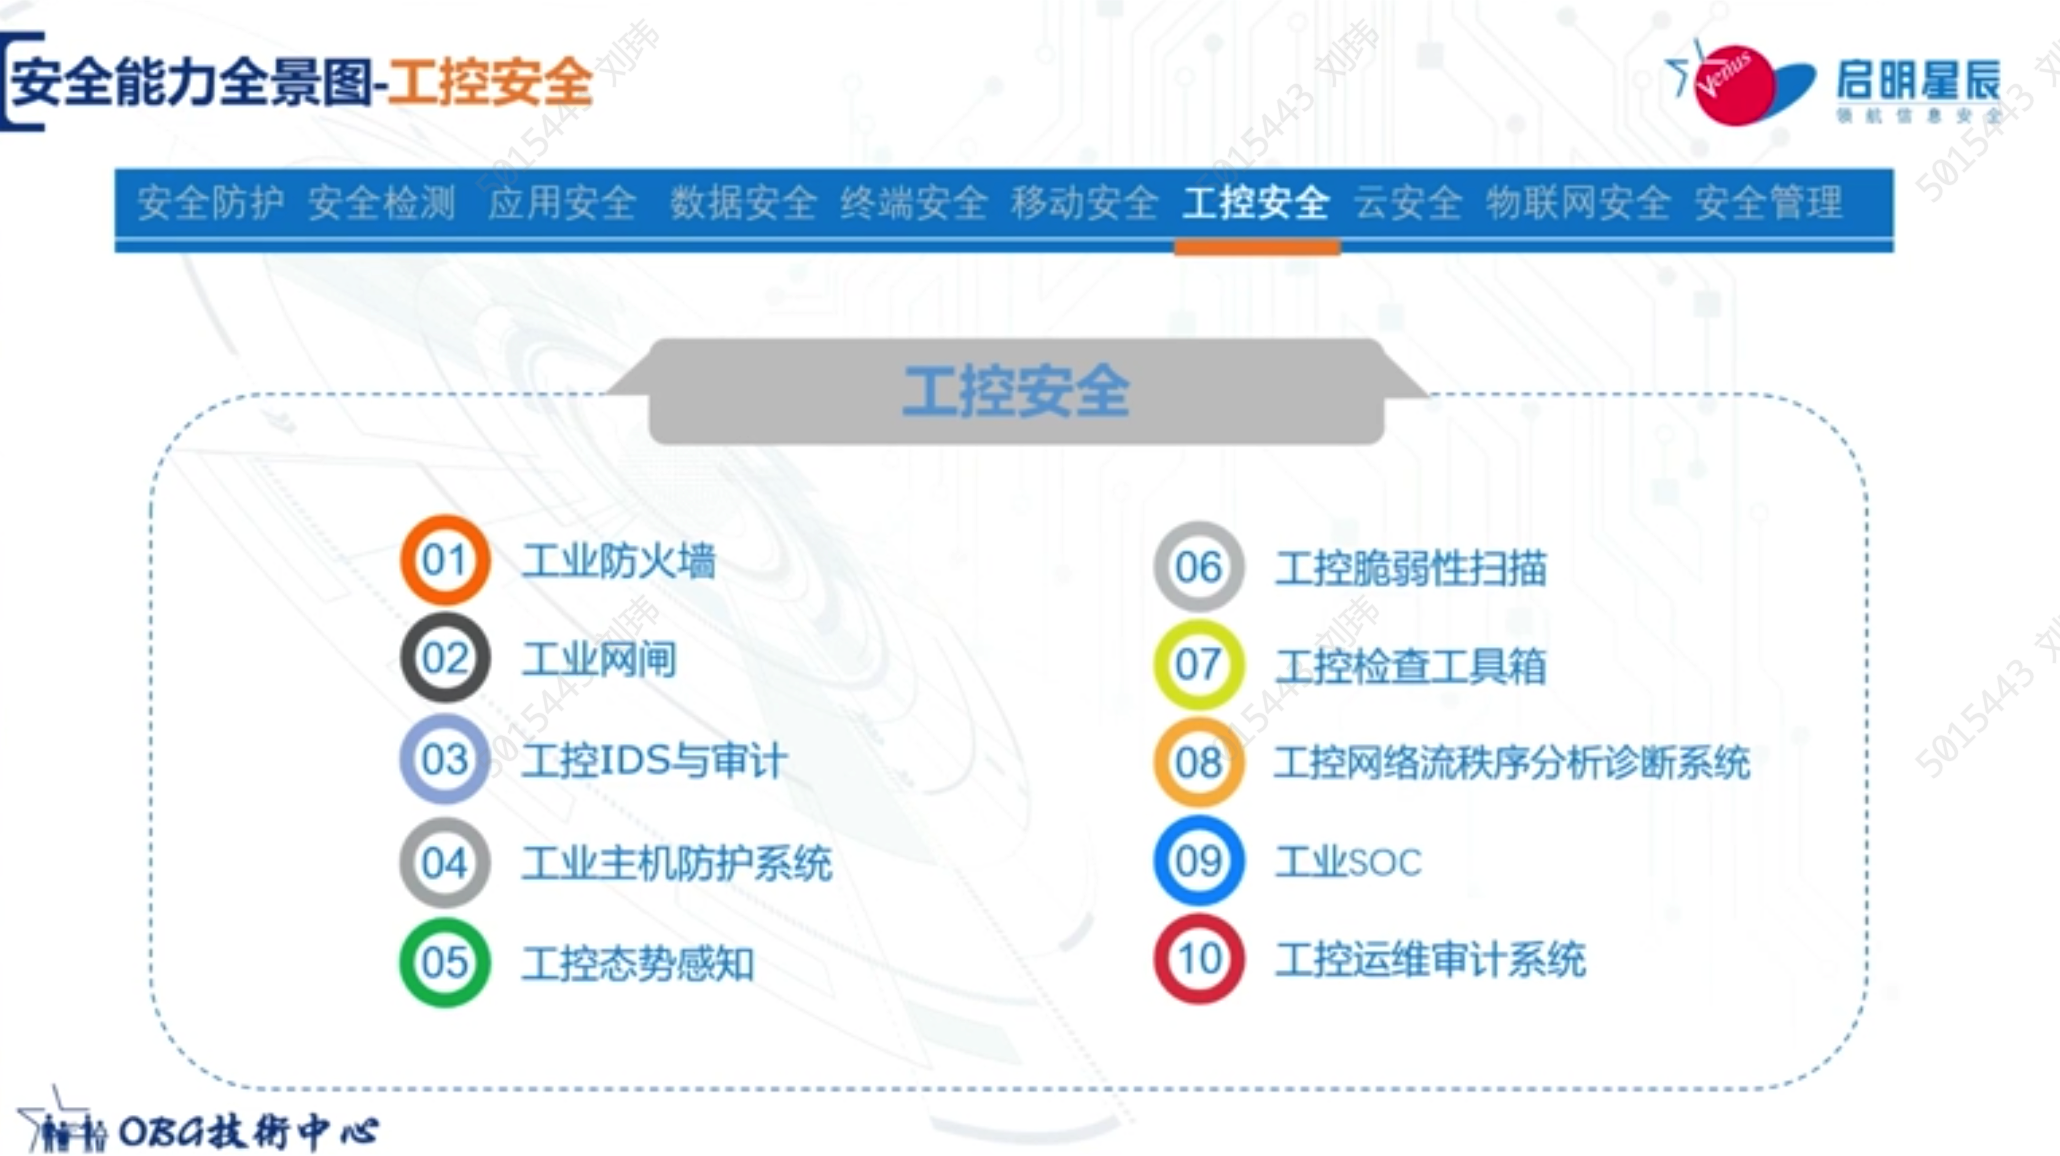 安全能力全景图-工控安全
Venus 启明星辰
领航信息安全
安全防护 安全检测 应用安全 数据安全 终端安全 移动安全 工控安全 云安全 物联网安全 安全管理
工控安全
01 工业防火墙
02 工业网闸
03 工控IDS与审计
04 工业主机防护系统
05 工控态势感知
06 工控脆弱性扫描
07 工控检查工具箱
08 工控网络流秩序分析诊断系统
09 工业SOC
10 工控运维审计系统
OBG技術中心
5015443 刘玮
5015443 刘玮
5015443 刘
5015443 刘玮
5015443 刘玮
5015443 刘